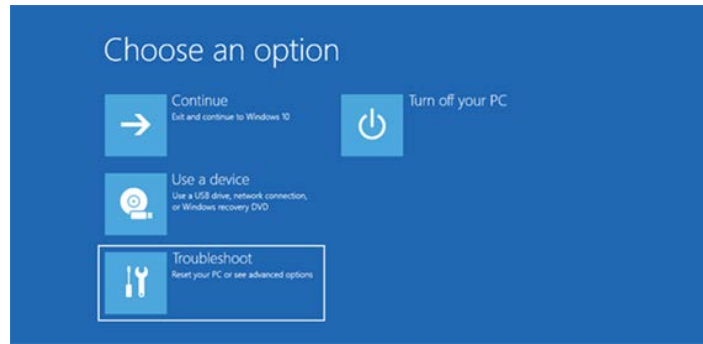 Choose an option
Continue
Exit and continue to Windows 10
Turn off your PC
Use a device
Use a USB drive, network connection,
or Windows recovery DVD
Troubleshoot
Reset your PC or see advanced options